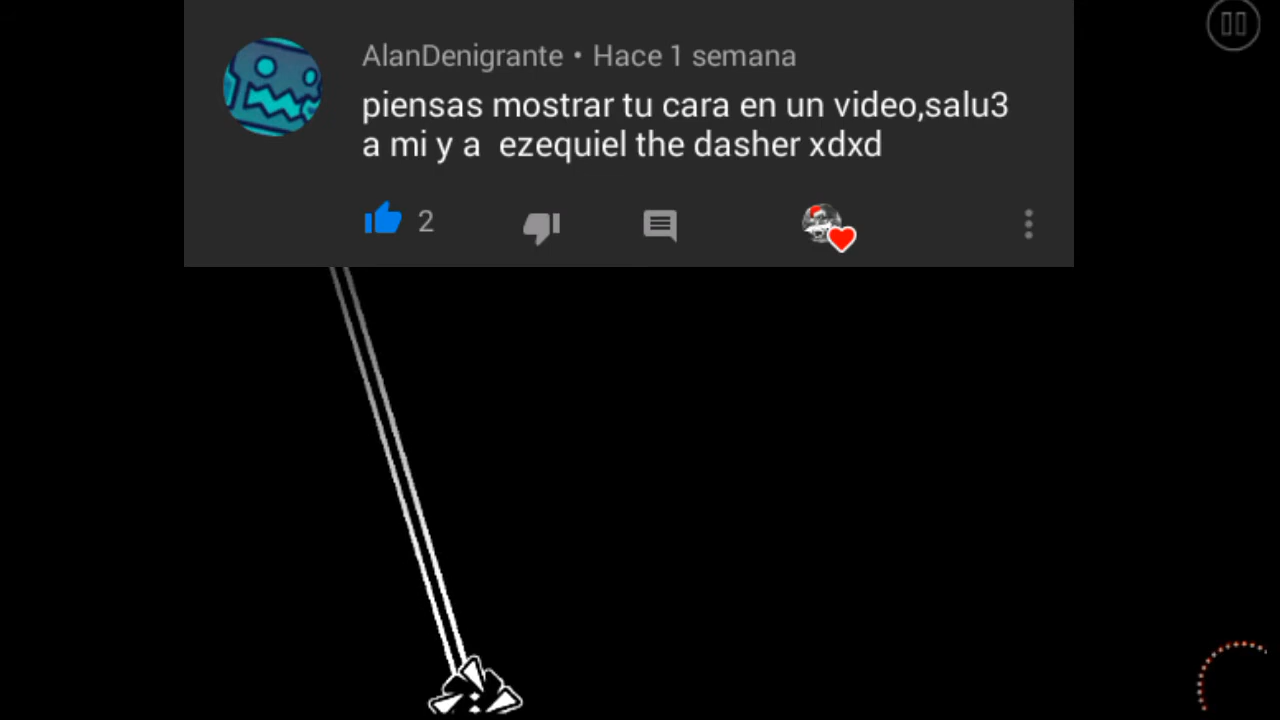 AlanDenigrante • Hace 1 semana
piensas mostrar tu cara en un video,salu3
a mi y a  ezequiel the dasher xdxd
2